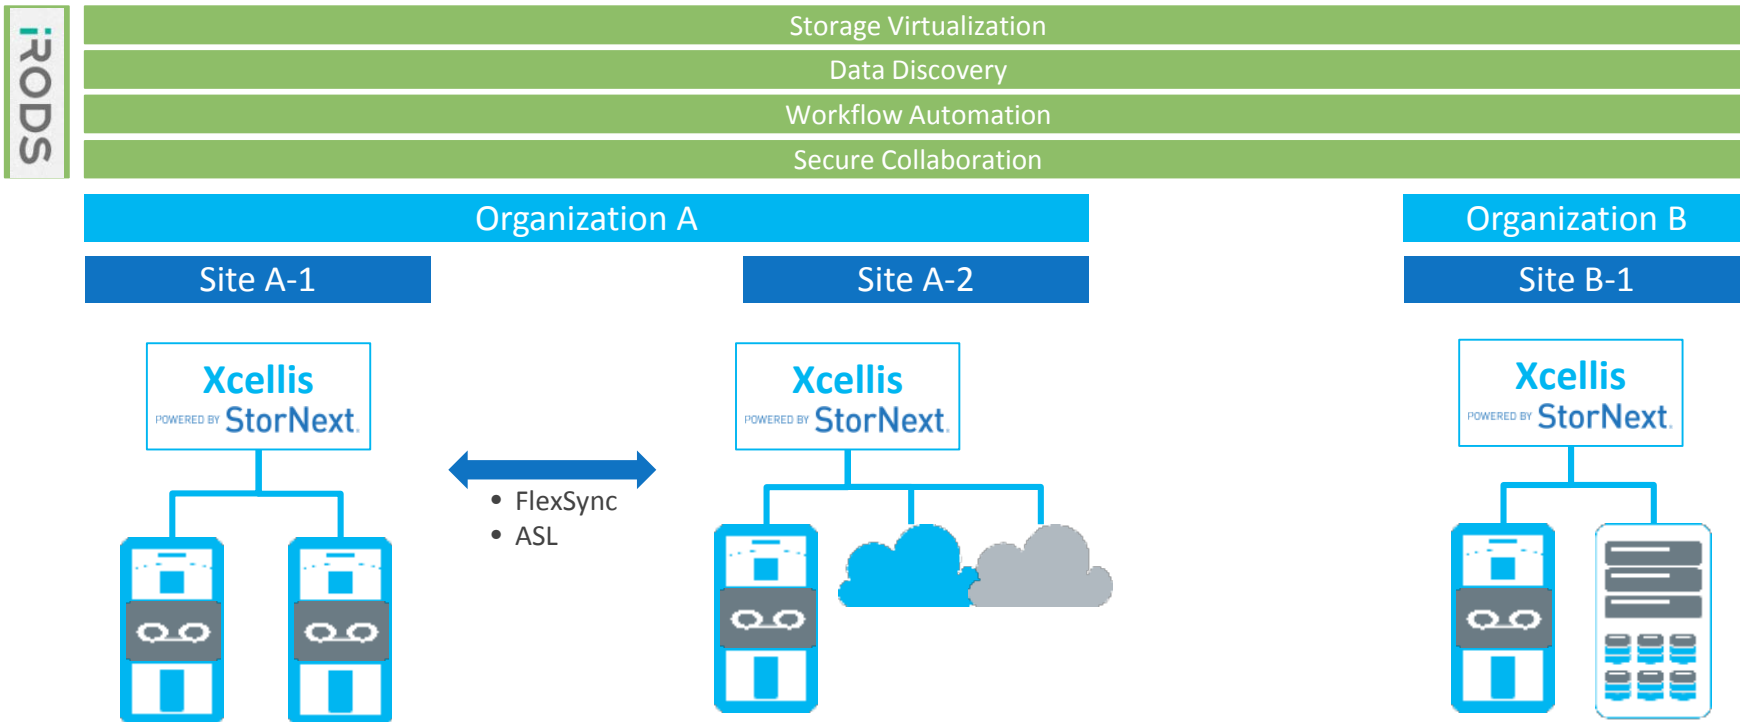 iRODS
Storage Virtualization
Data Discovery
Workflow Automation
Secure Collaboration
Organization A
Organization B
Site A-1
Site A-2
Site B-1
Xcellis
POWERED BY StorNext.
Xcellis
POWERED BY StorNext.
Xcellis
POWERED BY StorNext.
• FlexSync
• ASL